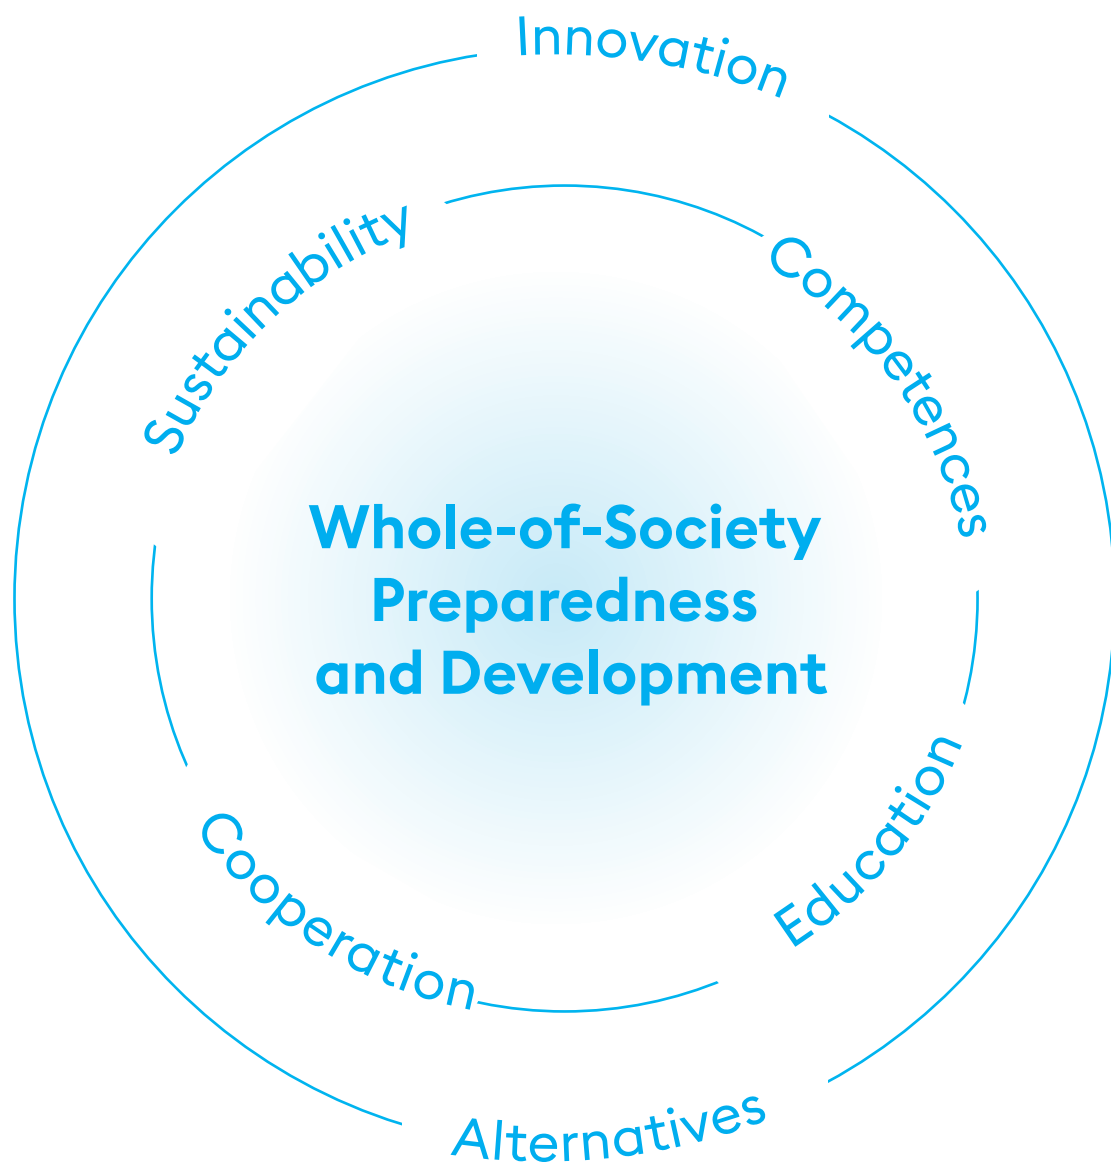 Innovation
Sustainability
Competences
Whole-of-Society
Preparedness
and Development
Cooperation
Education
Alternatives